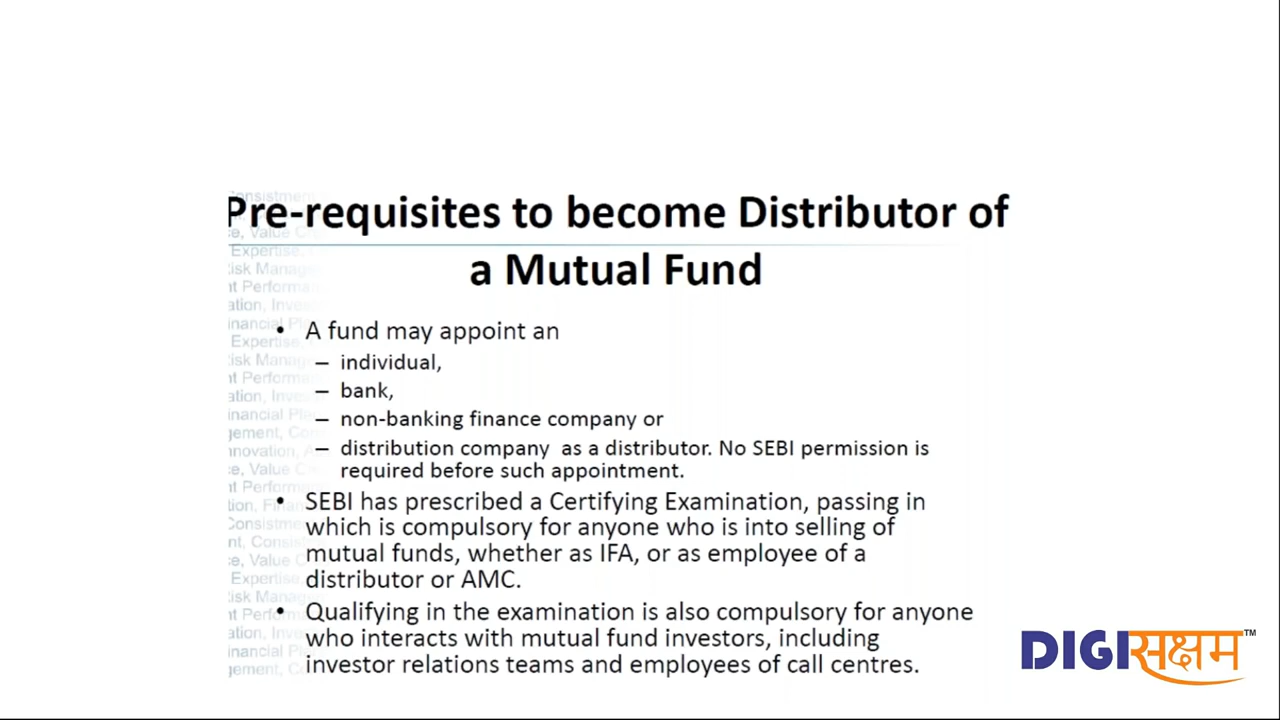 Pre-requisites to become Distributor of
a Mutual Fund
• A fund may appoint an
– individual,
– bank,
– non-banking finance company or
– distribution company as a distributor. No SEBI permission is
required before such appointment.
• SEBI has prescribed a Certifying Examination, passing in
which is compulsory for anyone who is into selling of
mutual funds, whether as IFA, or as employee of a
distributor or AMC.
• Qualifying in the examination is also compulsory for anyone
who interacts with mutual fund investors, including
investor relations teams and employees of call centres.
DIGIसक्षम™